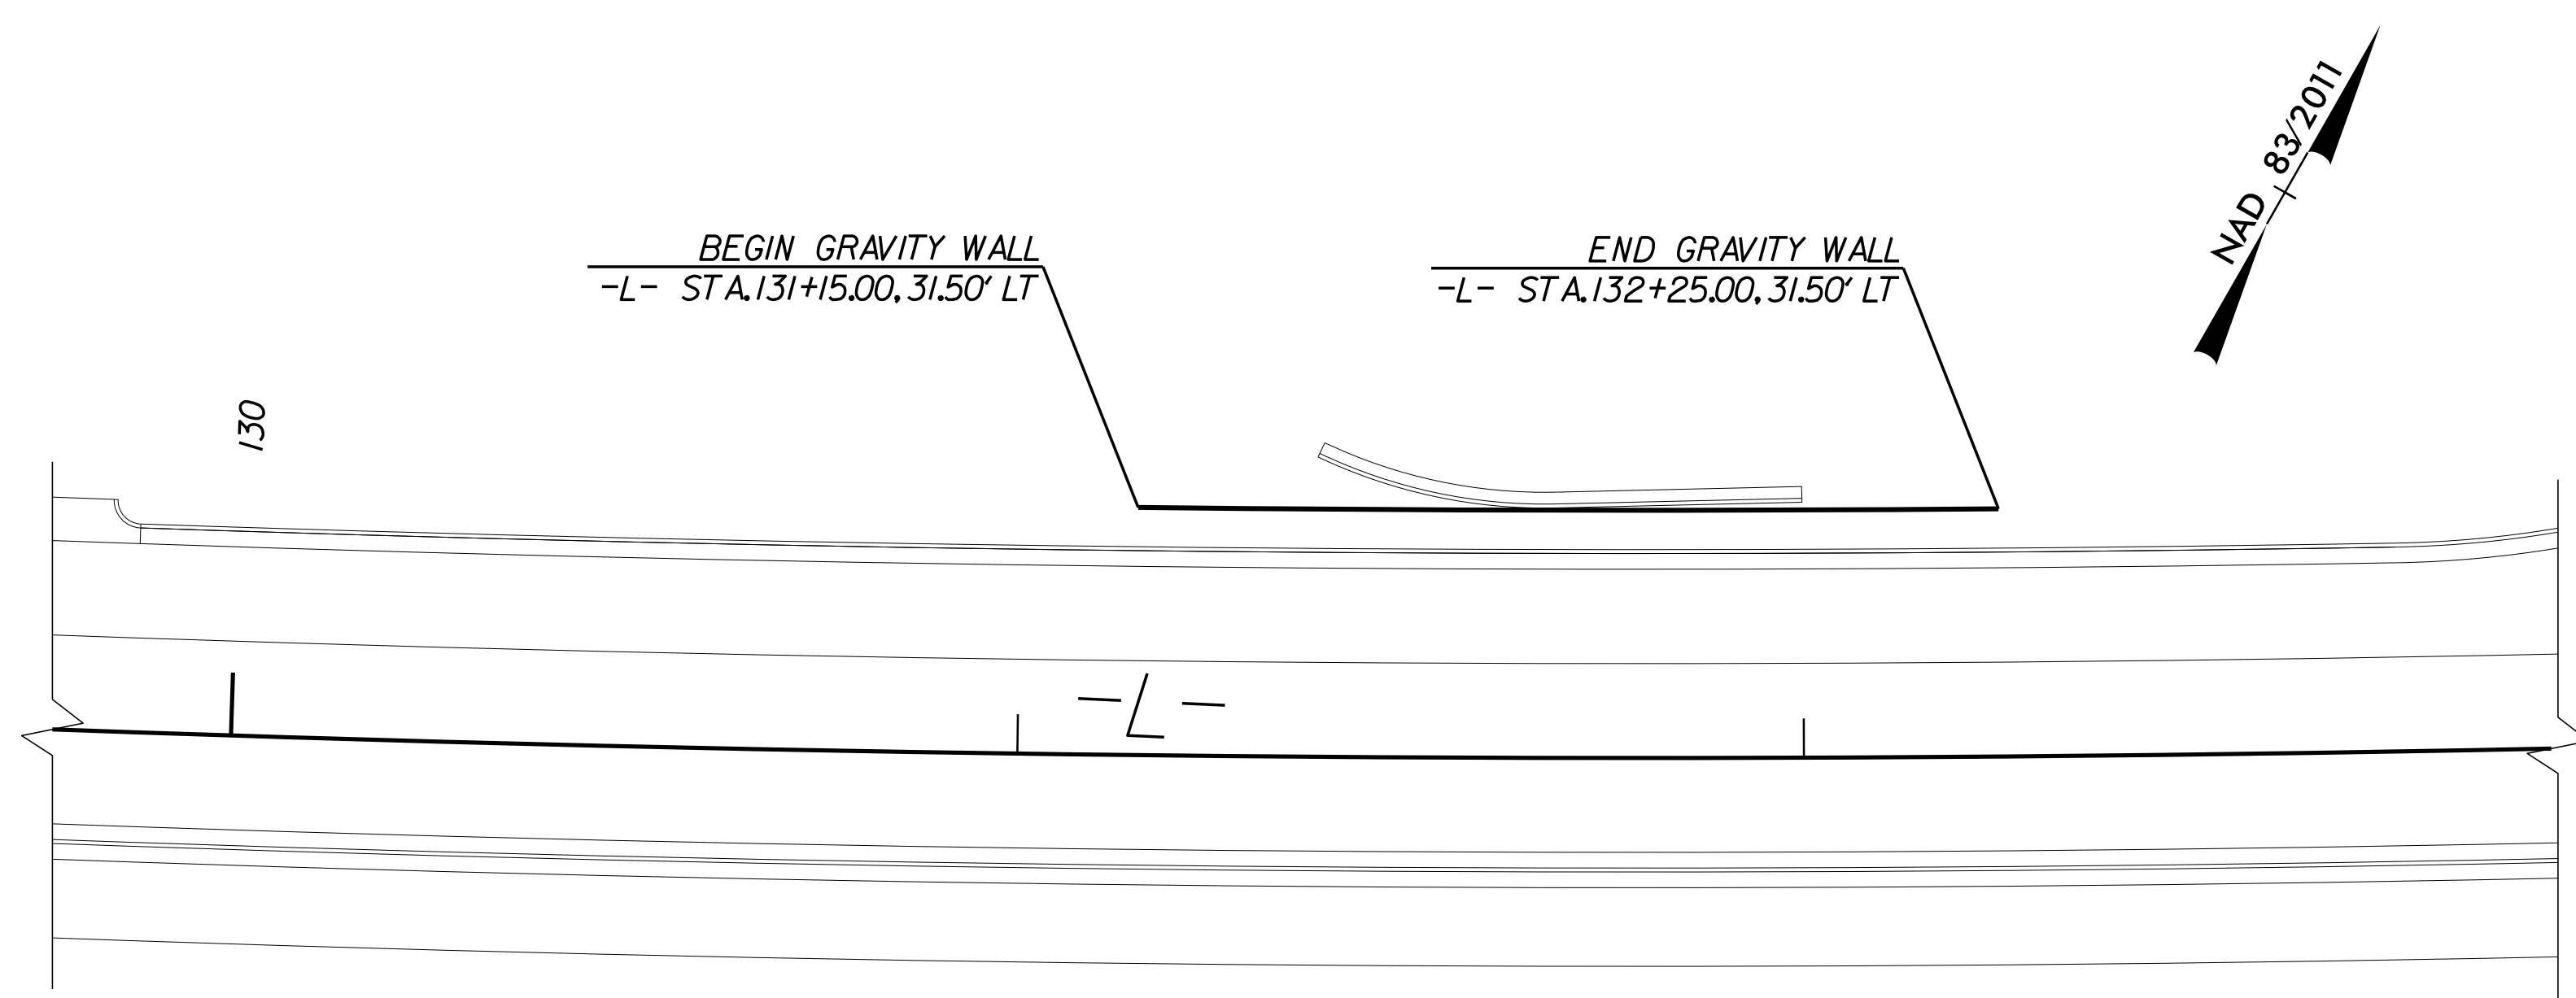 NAD 83/2011
BEGIN GRAVITY WALL
-L- STA.131+15.00, 31.50' LT
END GRAVITY WALL
-L- STA.132+25.00, 31.50' LT
130
-L-